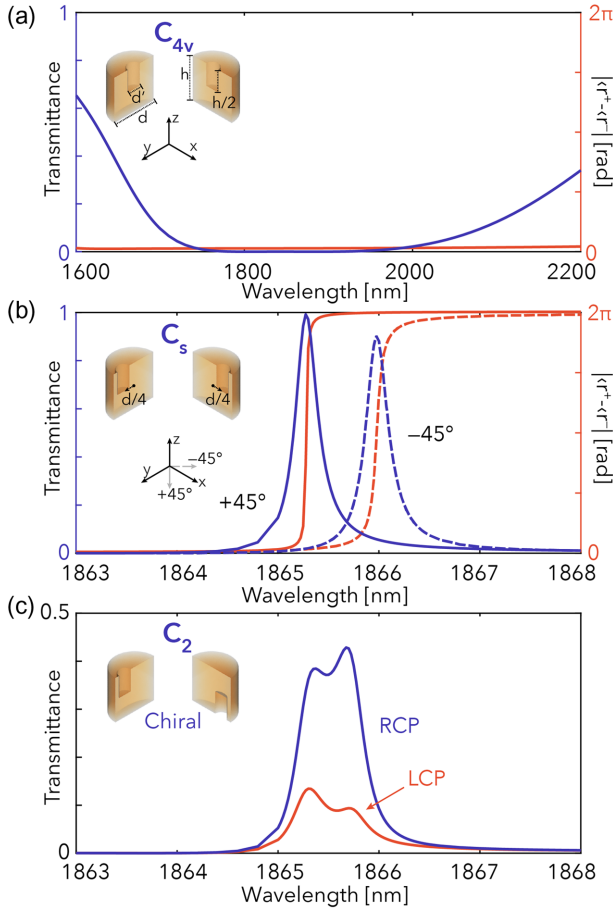 (a)
1
2π
C4v
h
d'
h/2
d
z
y
x
Transmittance
|∢r⁺-∢r⁻| [rad]
0
0
1600
1800
2000
2200
Wavelength [nm]
(b)
1
2π
Cs
d/4
d/4
z
−45°
y
x
+45°
+45°
−45°
Transmittance
|∢r⁺-∢r⁻| [rad]
0
0
1863
1864
1865
1866
1867
1868
Wavelength [nm]
(c)
0.5
C2
Chiral
RCP
LCP
Transmittance
0
1863
1864
1865
1866
1867
1868
Wavelength [nm]